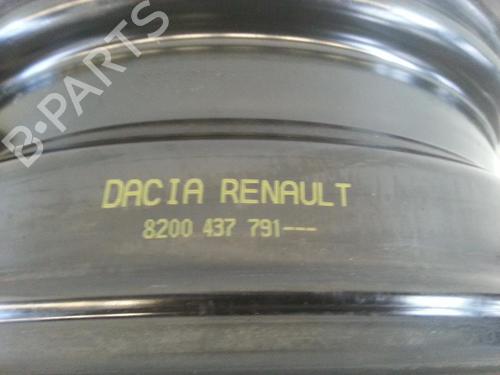 B-PARTS
DACIA RENAULT
8200 437 791---